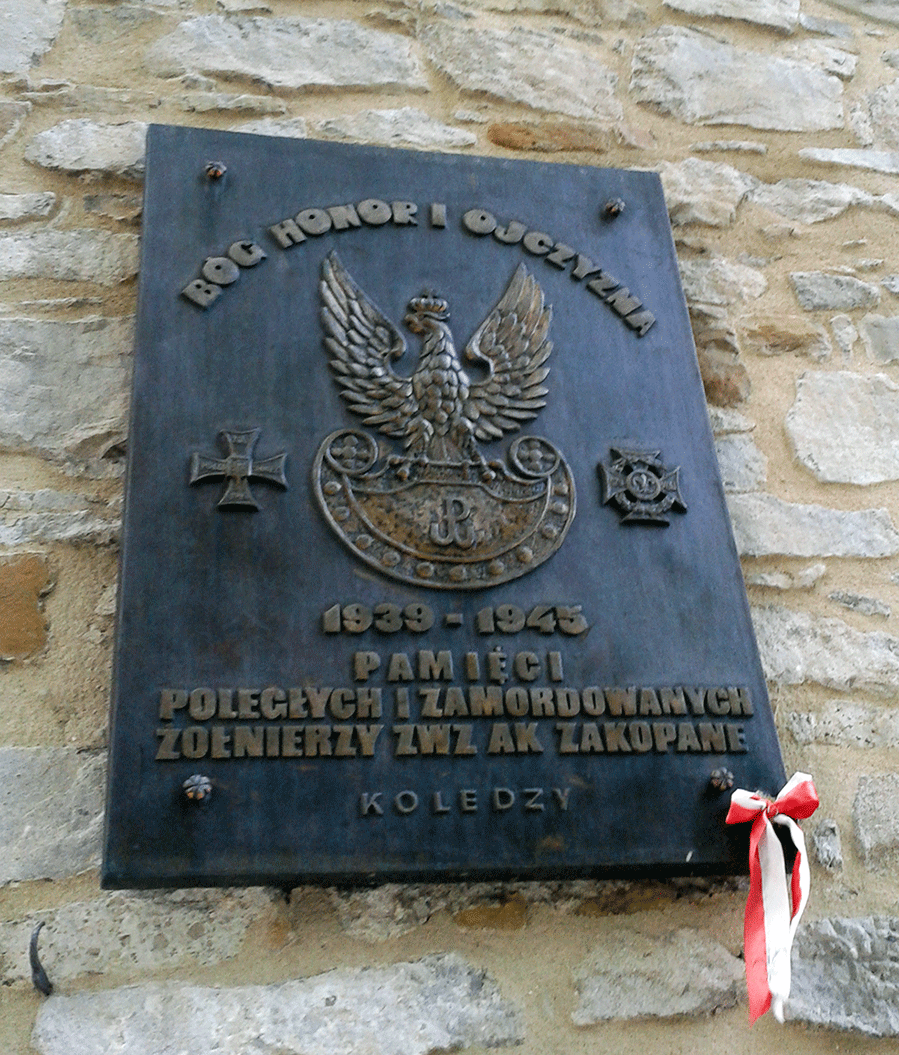 BÓG HONOR I OJCZYZNA
1939 - 1945
PAMIĘCI
POLEGŁYCH I ZAMORDOWANYCH
ŻOŁNIERZY ZWZ AK ZAKOPANE
KOLEDZY